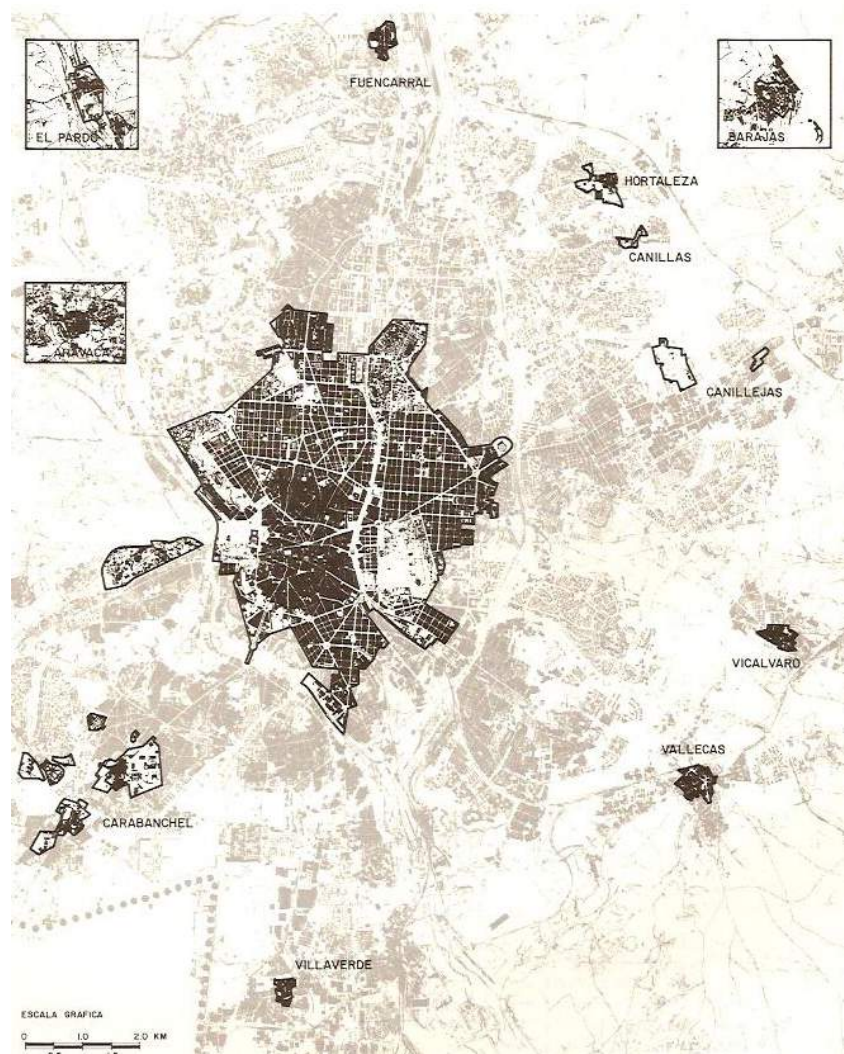 FUENCARRAL
EL PARDO
BARAJAS
HORTALEZA
CANILLAS
ARAVACA
CANILLEJAS
VICALVARO
VALLECAS
CARABANCHEL
VILLAVERDE
ESCALA GRAFICA
0 1.0 2.0 KM